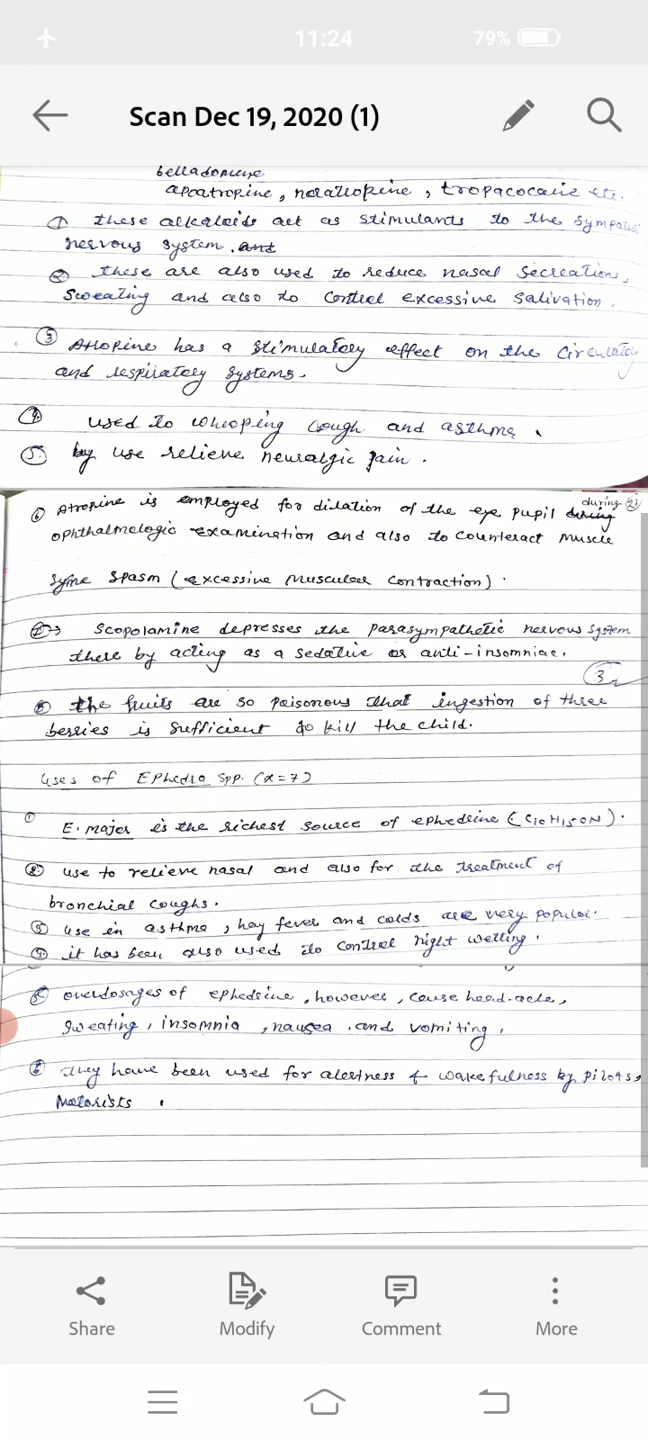 11:24
79%
Scan Dec 19, 2020 (1)
belladonine
apoatropine, noratropine, tropacocaine etc.
① these alkaloids act as stimulants to the sympathe
nervous system. and
② these are also used to reduce nasal secreations,
sweating and also to control excessive salivation.
③ Atropine has a stimulatory effect on the circulatory
and respiratory systems.
④ used to whooping cough and asthma.
⑤ by use relieve neuralgic pain.
⑥ Atropine is employed for dilation of the eye pupil during
ophthalmologic examination and also to counteract muscle
spasm (excessive muscular contraction).
⑦→ Scopolamine depresses the parasympathetic nervous system
there by acting as a sedative or anti-insomniac.
3
⑧ the fruits are so poisonous that ingestion of three
berries is sufficient to kill the child.
uses of Ephedra spp. (x=7)
① E. major is the richest source of ephedrine (C10H15ON).
② use to relieve nasal and also for the treatment of
bronchial coughs.
③ use in asthma, hay fever and colds are very popular.
④ it has been also used to control night wetting.
⑤ overdosages of ephedrine, however, cause head-ache,
sweating, insomnia, nausea. and vomiting,
⑥ they have been used for alertness & wakefulness by pilots,
Motorists.
Share
Modify
Comment
More